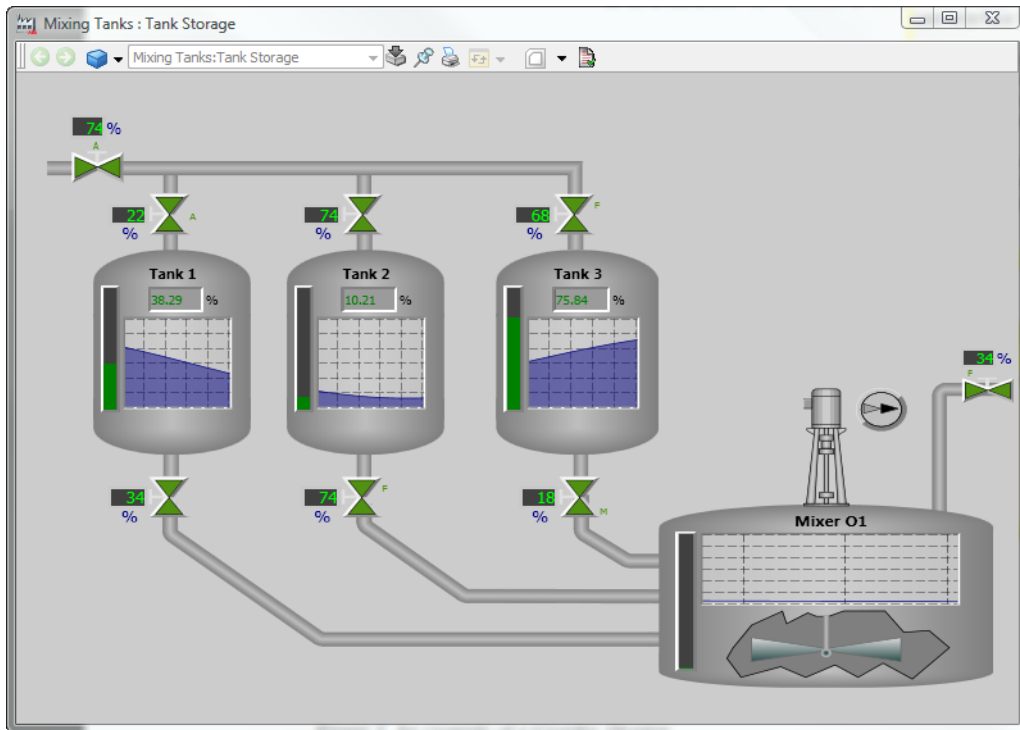 Mixing Tanks : Tank Storage
Mixing Tanks:Tank Storage
74 %
A
22
%
A
74
%
68
%
F
Tank 1
38.29 %
Tank 2
10.21 %
Tank 3
75.84 %
34 %
F
34
%
74
%
F
18
%
M
Mixer O1